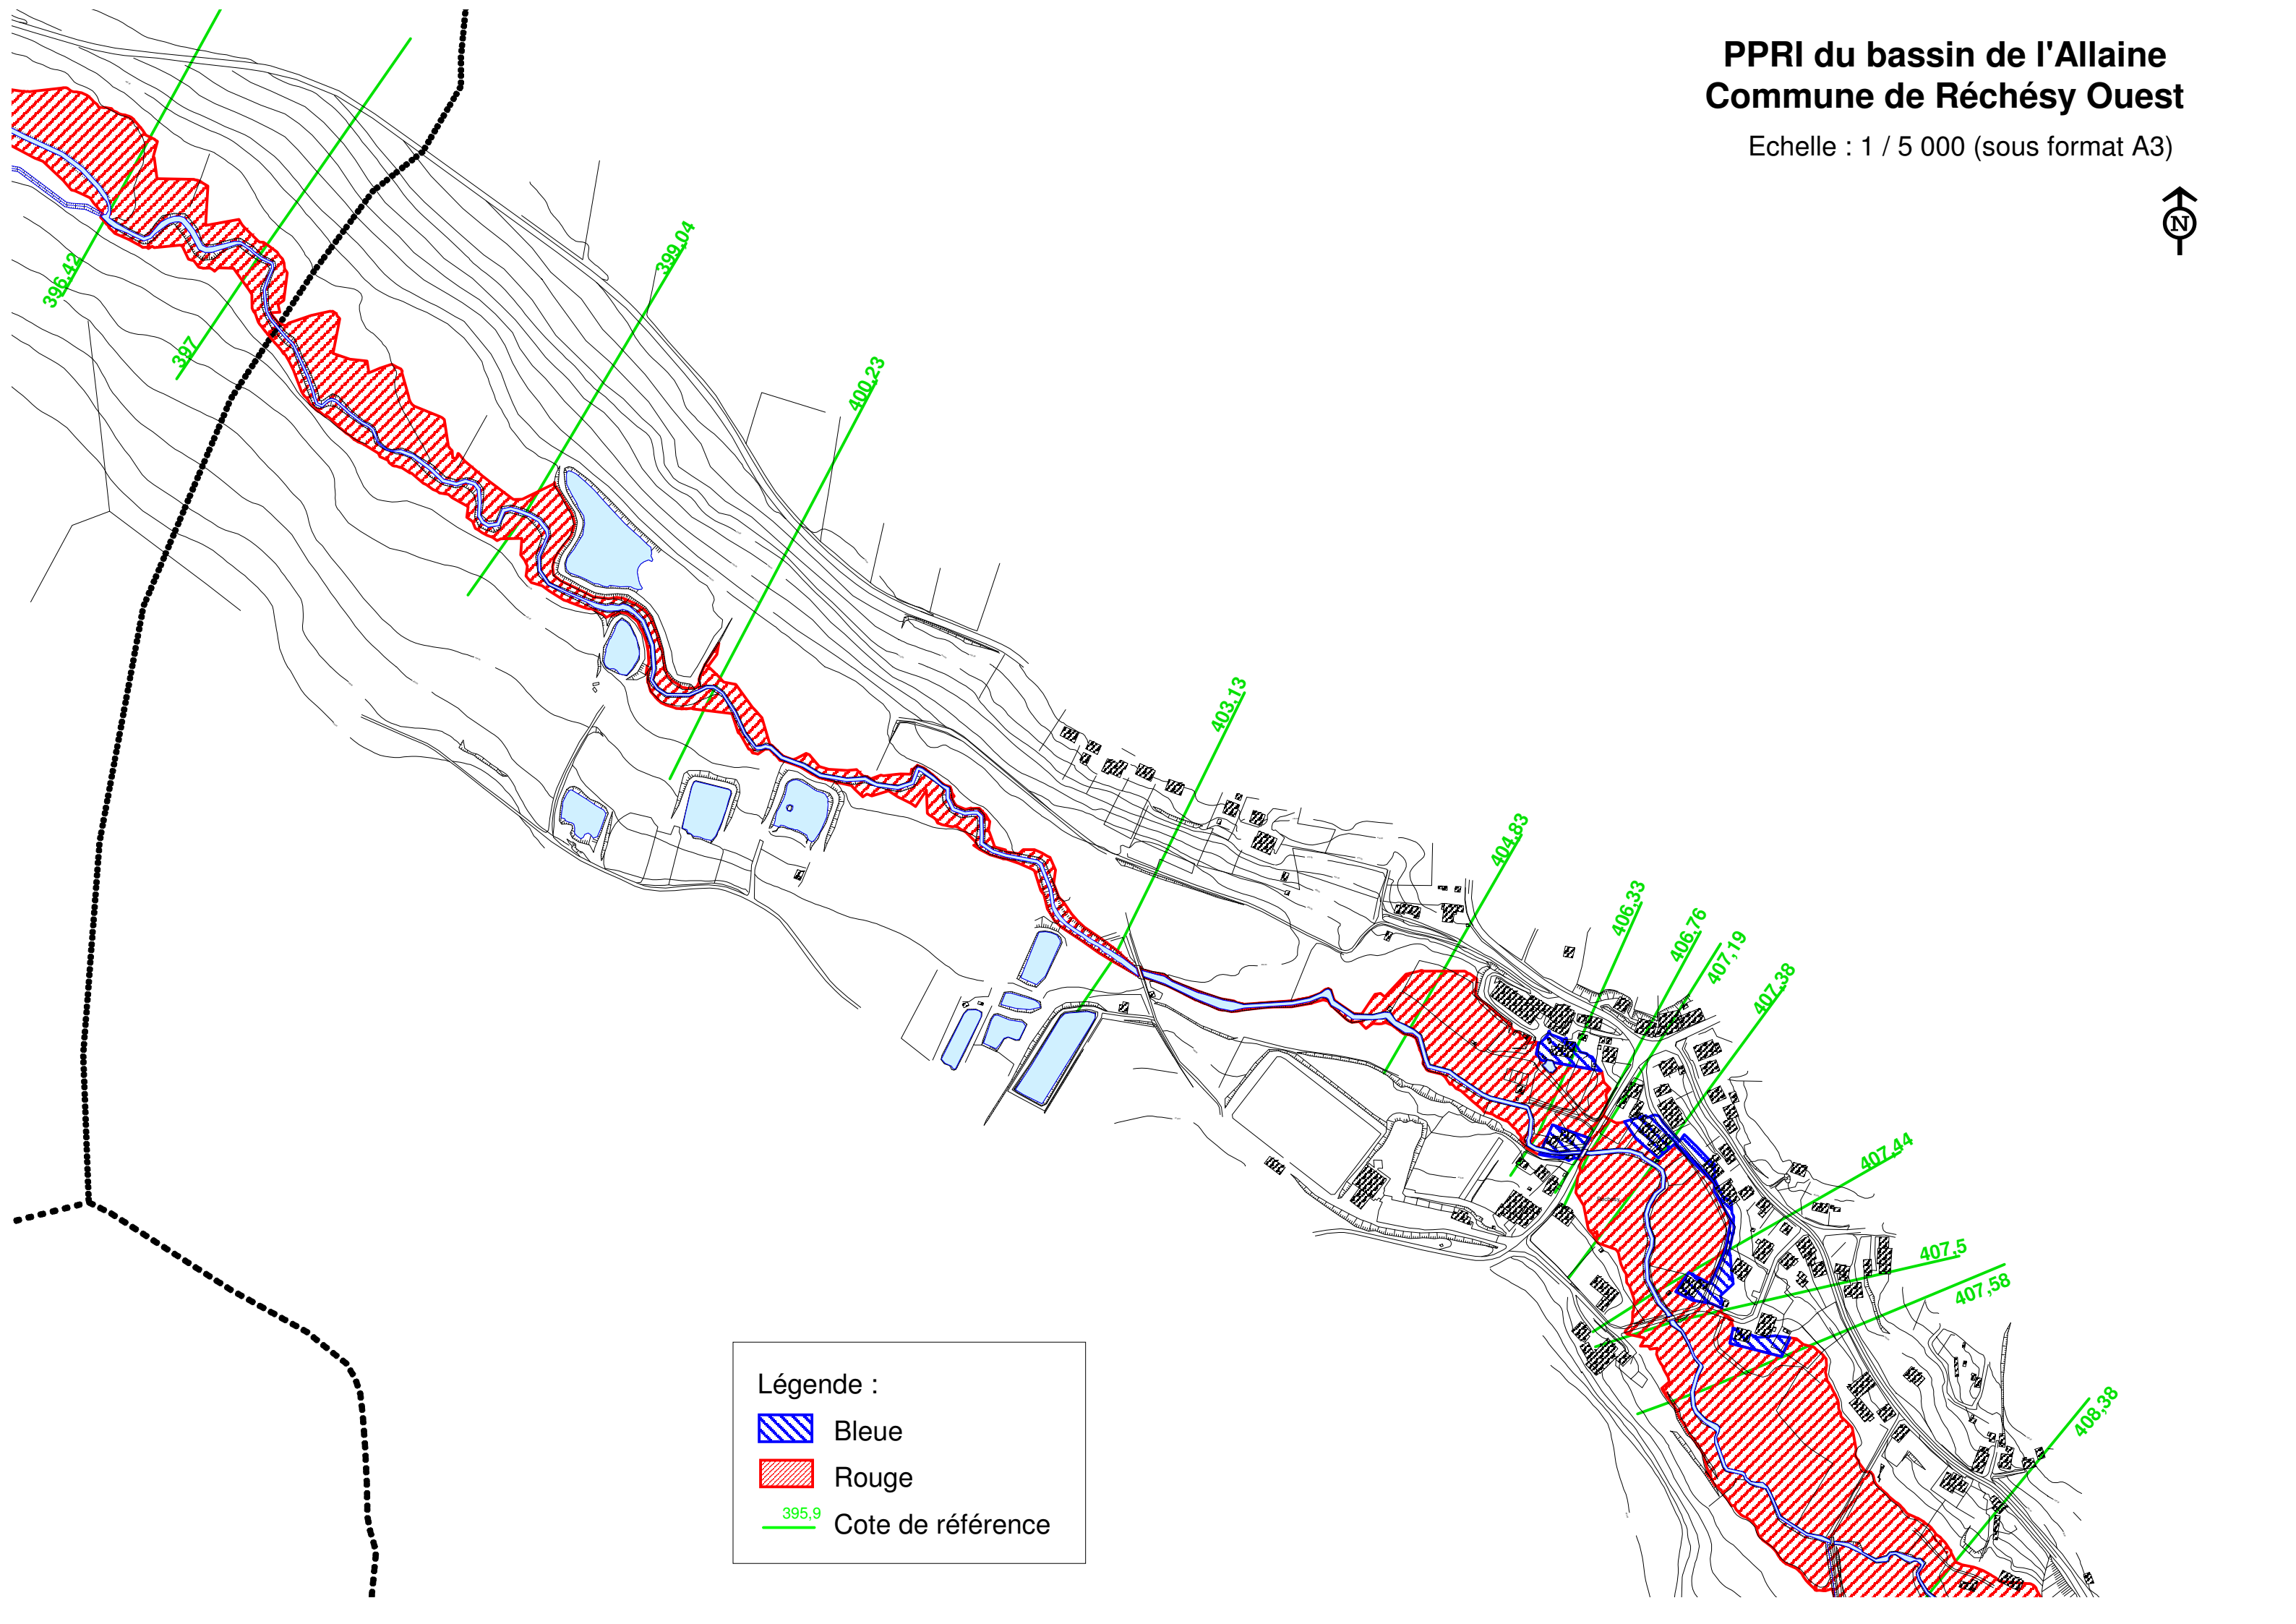 PPRI du bassin de l'Allaine
Commune de Réchésy Ouest
Echelle : 1 / 5 000 (sous format A3)
N
396,42
397
399,04
400,23
403,13
404,83
406,33
406,76
407,19
407,38
407,44
407,5
407,58
408,38
Légende :
Bleue
Rouge
395,9
Cote de référence